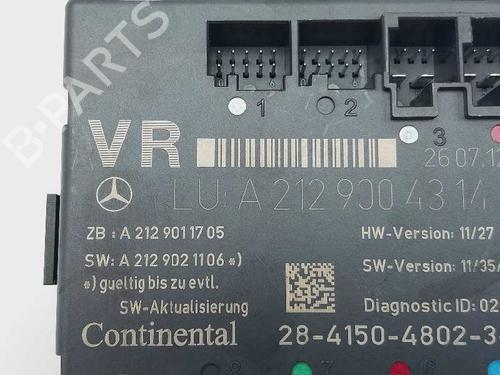 1 2 3
VR
26.07.12
LU: A 212 900 43 14
ZB : A 212 901 17 05
HW-Version: 11/27
SW: A 212 902 11 06 *)
SW-Version: 11/35/
*) gueltig bis zu evtl.
SW-Aktualisierung
Diagnostic ID: 02
Continental
28-4150-4802-3
B-PARTS